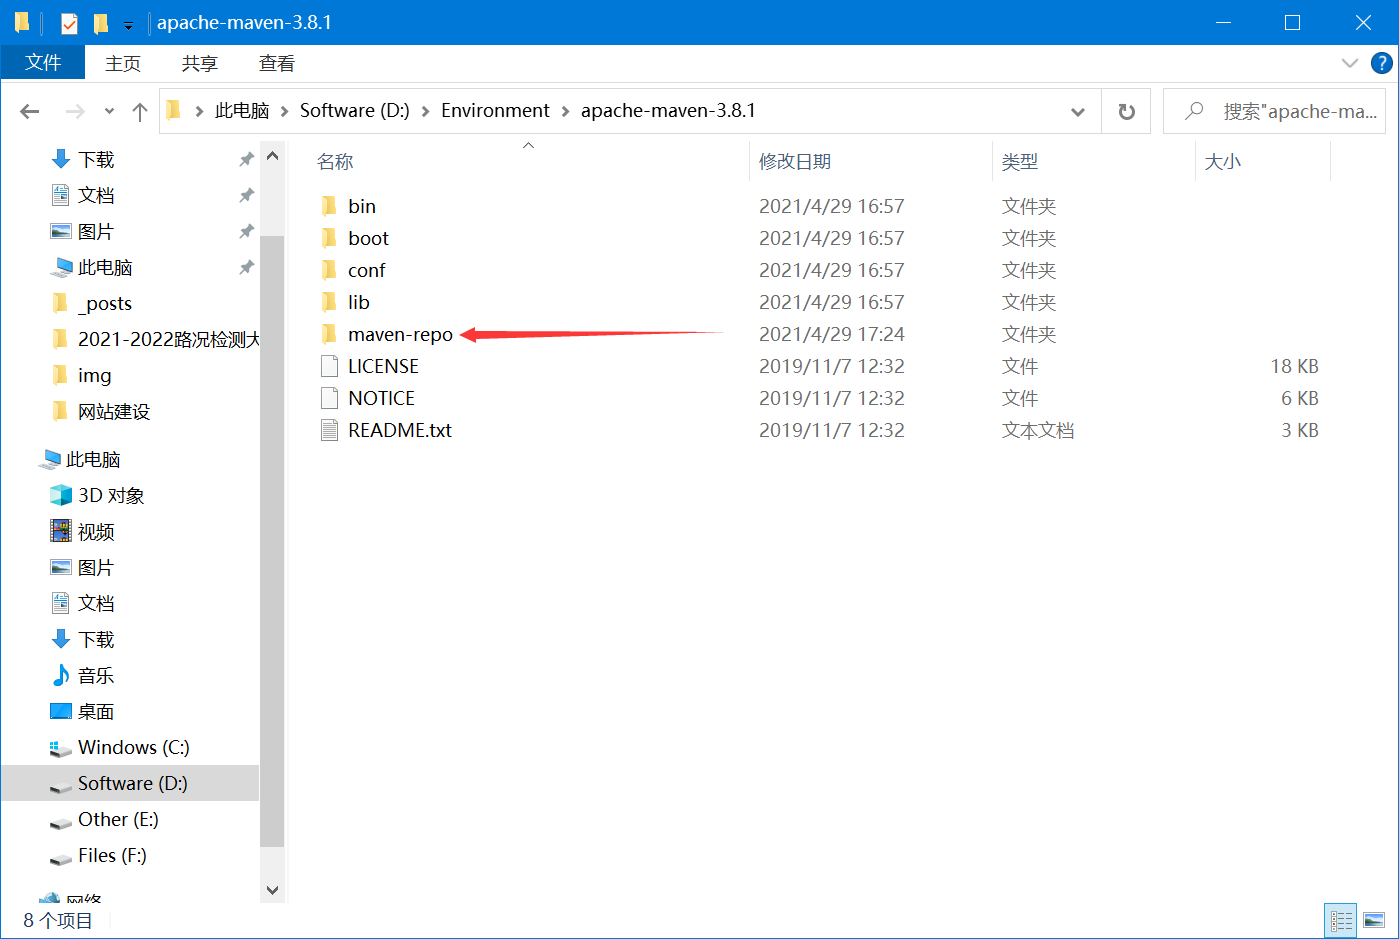 apache-maven-3.8.1
文件 主页 共享 查看
此电脑 Software (D:) Environment apache-maven-3.8.1
搜索"apache-ma...
名称 修改日期 类型 大小
下载
文档
图片
此电脑
_posts
2021-2022路况检测大
img
网站建设
此电脑
3D 对象
视频
图片
文档
下载
音乐
桌面
Windows (C:)
Software (D:)
Other (E:)
Files (F:)
网络
bin 2021/4/29 16:57 文件夹
boot 2021/4/29 16:57 文件夹
conf 2021/4/29 16:57 文件夹
lib 2021/4/29 16:57 文件夹
maven-repo 2021/4/29 17:24 文件夹
LICENSE 2019/11/7 12:32 文件 18 KB
NOTICE 2019/11/7 12:32 文件 6 KB
README.txt 2019/11/7 12:32 文本文档 3 KB
8 个项目